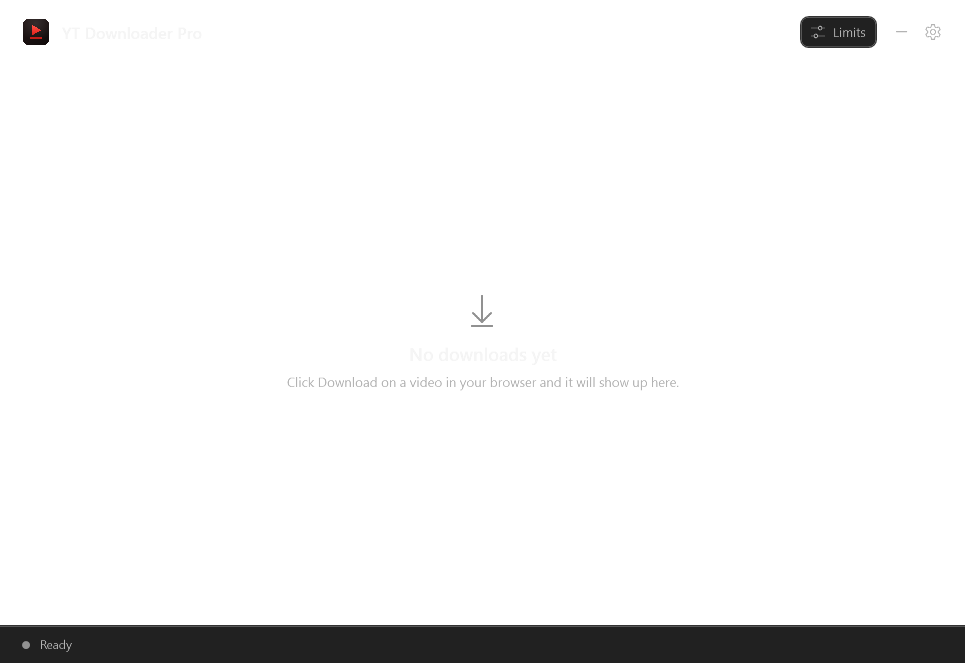 YT Downloader Pro
Limits
No downloads yet
Click Download on a video in your browser and it will show up here.
Ready